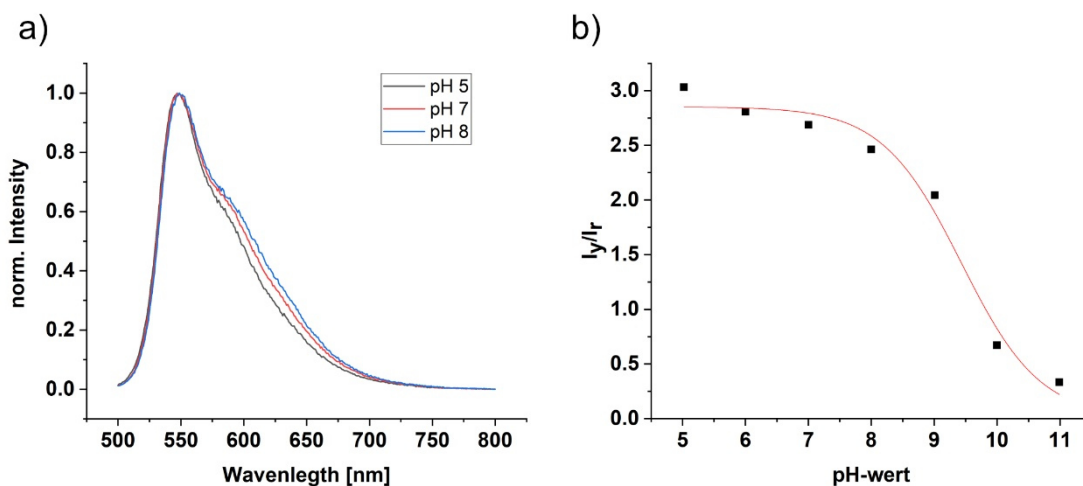 a)
norm. Intensity
1.0
0.8
0.6
0.4
0.2
0.0
500 550 600 650 700 750 800
Wavenlegth [nm]
pH 5
pH 7
pH 8
b)
Iy/Ir
3.0
2.5
2.0
1.5
1.0
0.5
0.0
5 6 7 8 9 10 11
pH-wert